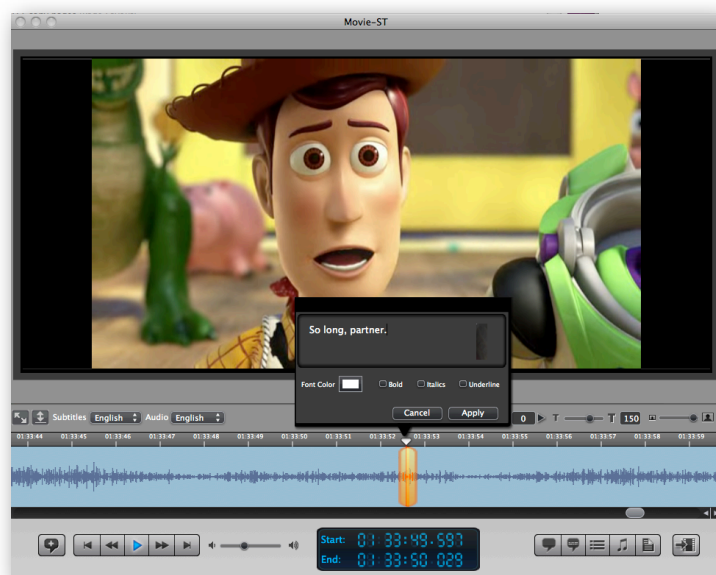 Movie-ST
So long, partner.
Font Color Bold Italics Underline
Cancel Apply
Subtitles English Audio English 0 T T 150
01:33:44 01:33:45 01:33:46 01:33:47 01:33:48 01:33:49 01:33:50 01:33:51 01:33:52 01:33:53 01:33:54 01:33:55 01:33:56 01:33:57 01:33:58 01:33:59
Start: 01:33:49.597
End: 01:33:50.029